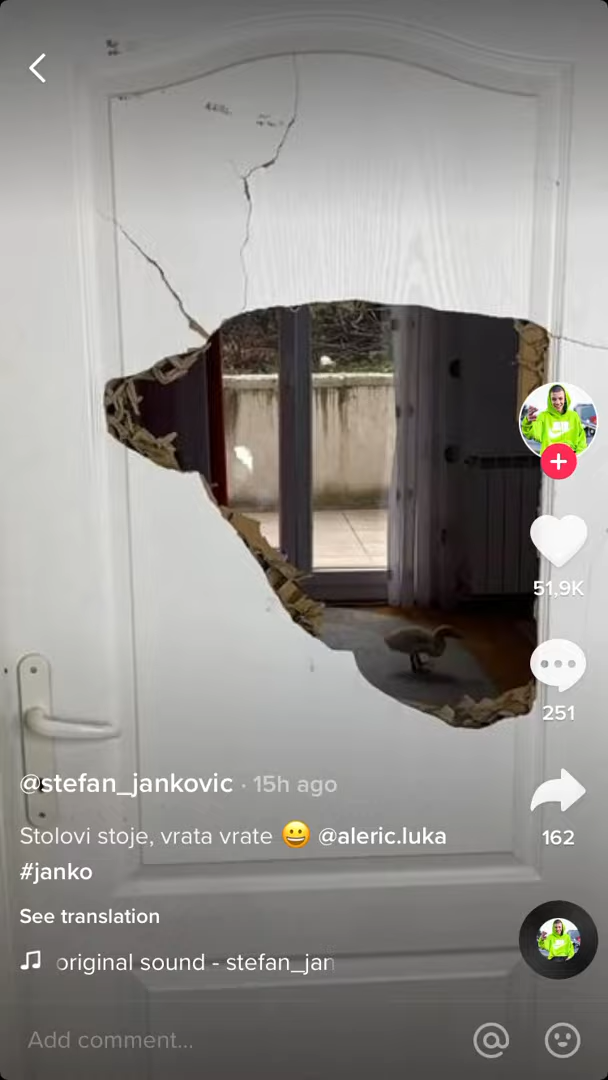 51,9K
251
162
@stefan_jankovic · 15h ago
Stolovi stoje, vrata vrate 😀 @aleric.luka
#janko
See translation
original sound - stefan_jan
Add comment...